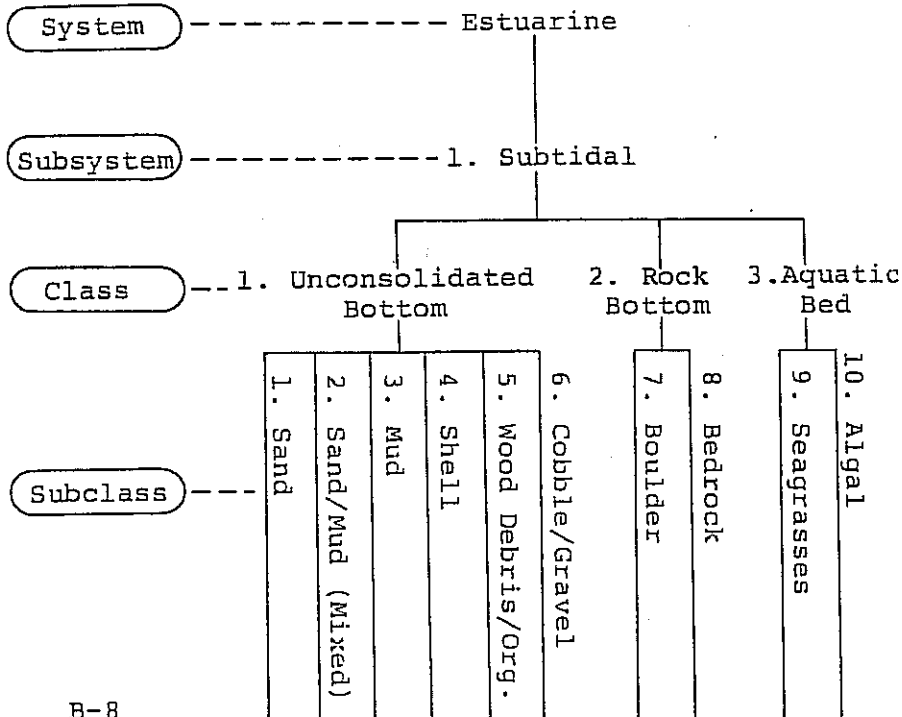 System
Estuarine
Subsystem
1. Subtidal
Class
1. Unconsolidated
Bottom
2. Rock
Bottom
3.Aquatic
Bed
Subclass
1. Sand
2. Sand/Mud (Mixed)
3. Mud
4. Shell
5. Wood Debris/Org.
6. Cobble/Gravel
7. Boulder
8. Bedrock
9. Seagrasses
10. Algal
B-8